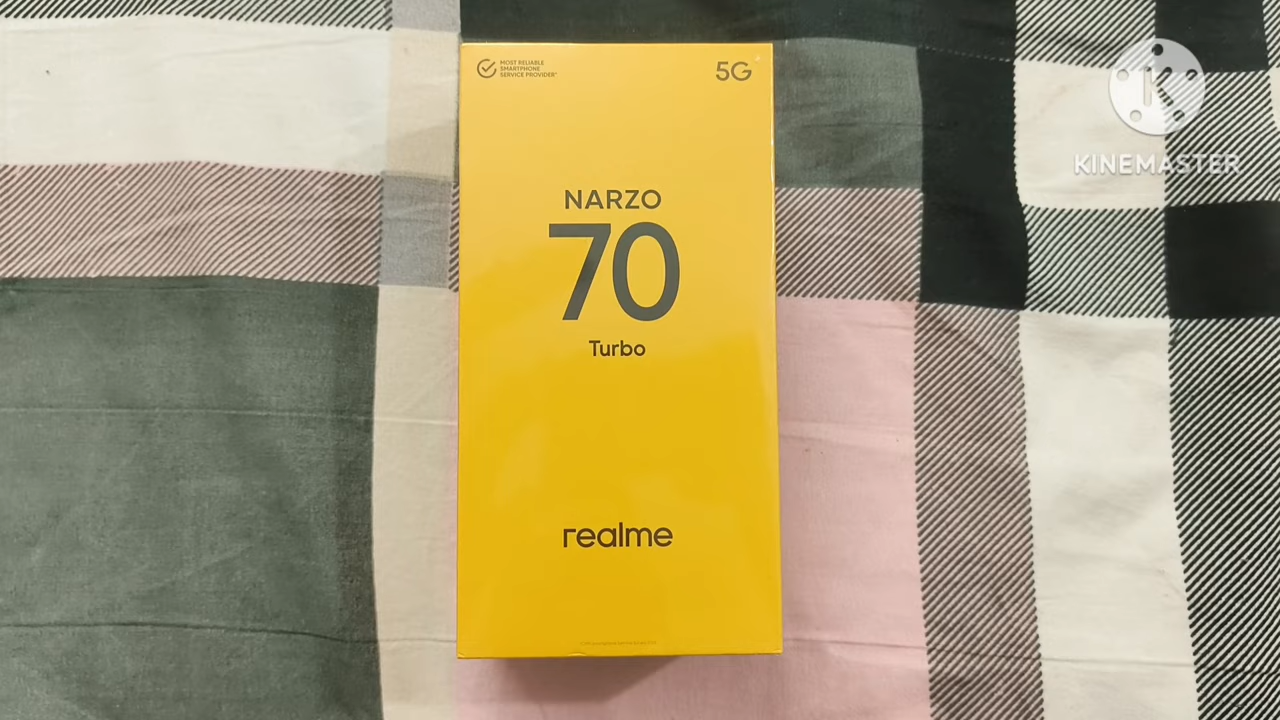 MOST RELIABLE
SMARTPHONE
SERVICE PROVIDER*
5G
NARZO
70
Turbo
realme
K
KINEMASTER